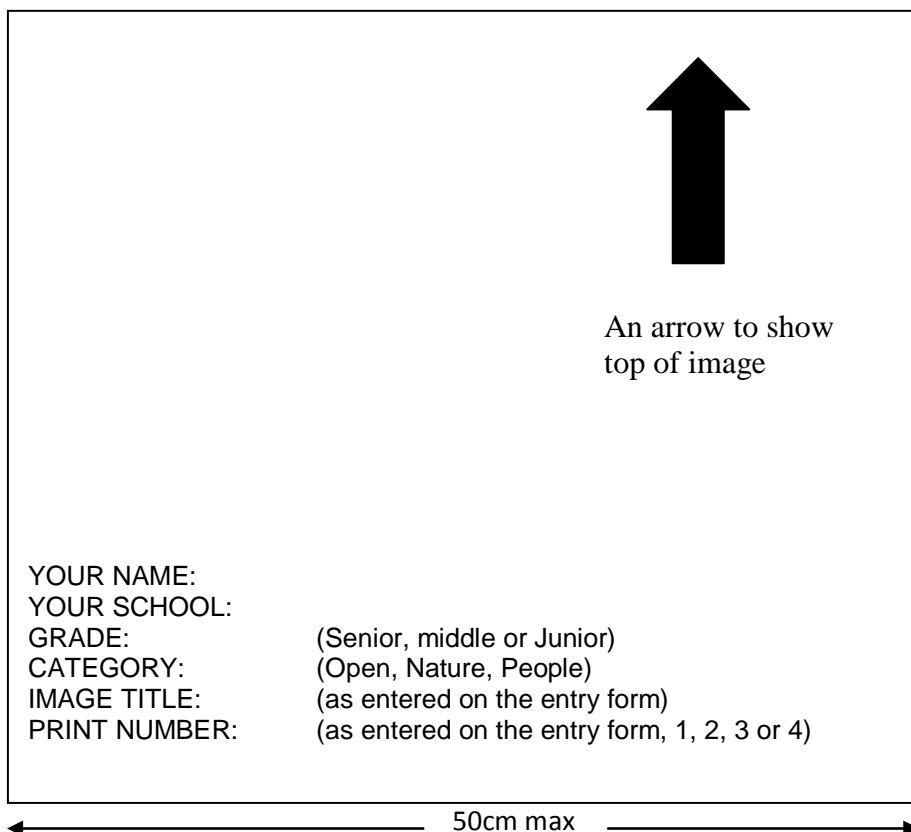 An arrow to show
top of image
YOUR NAME:
YOUR SCHOOL:
GRADE: (Senior, middle or Junior)
CATEGORY: (Open, Nature, People)
IMAGE TITLE: (as entered on the entry form)
PRINT NUMBER: (as entered on the entry form, 1, 2, 3 or 4)
50cm max